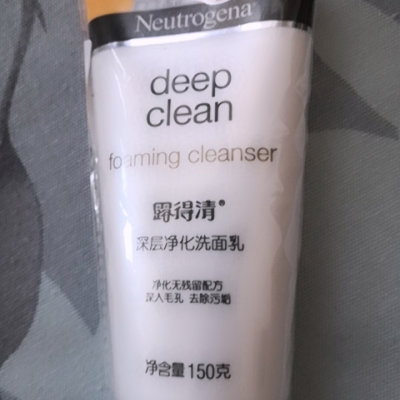 Neutrogena®
deep
clean
foaming cleanser
露得清®
深层净化洗面乳
净化无残留配方
深入毛孔 去除污垢
净含量150克